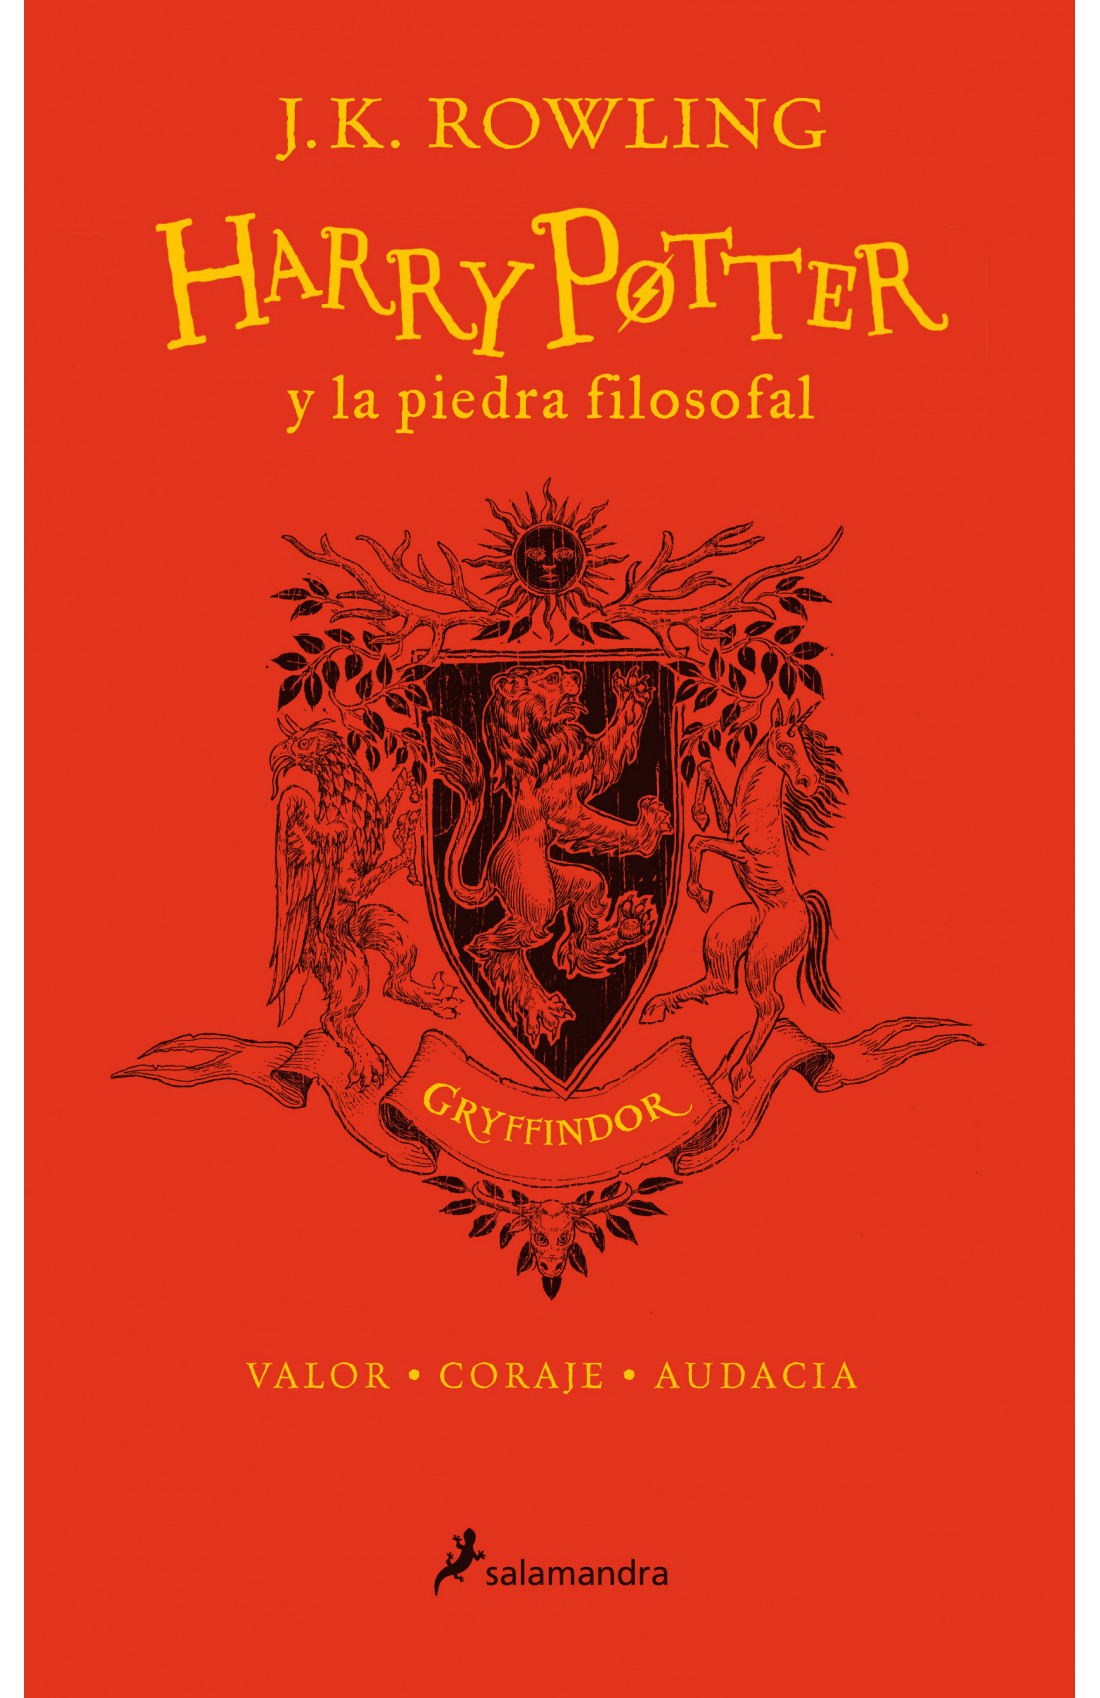 J.K. ROWLING
HARRY POTTER
y la piedra filosofal
GRYFFINDOR
VALOR • CORAJE • AUDACIA
salamandra